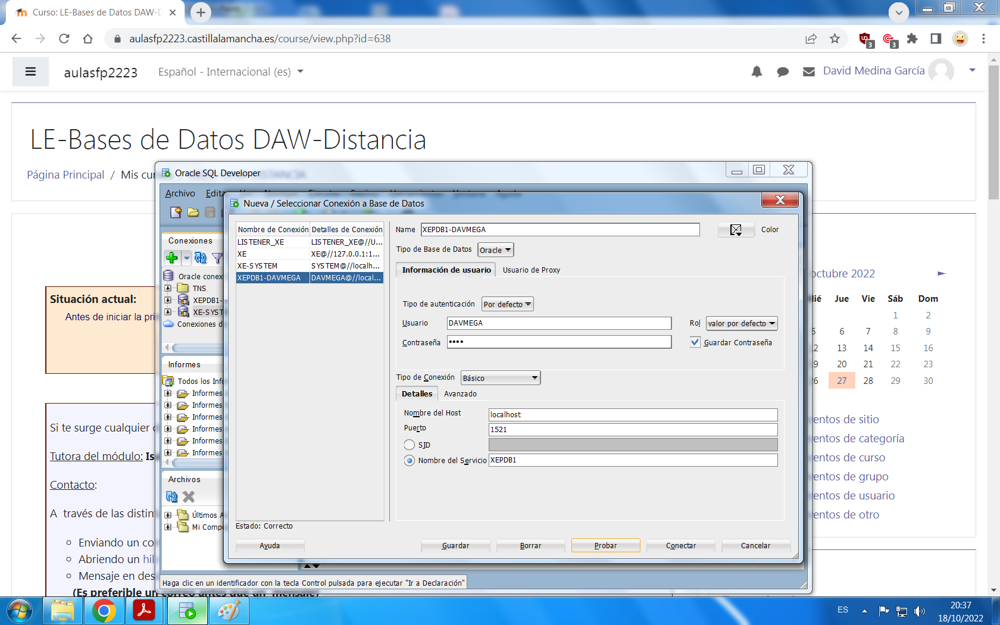 Curso: LE-Bases de Datos DAW-D
aulasfp2223.castillalamancha.es/course/view.php?id=638
3
3
aulasfp2223
Español - Internacional (es)
David Medina García
LE-Bases de Datos DAW-Distancia
Página Principal / Mis cur
Oracle SQL Developer
Archivo Edita
Nueva / Seleccionar Conexión a Base de Datos
Conexiones
Oracle conex
TNS
XEPDB1-
XE-SYST
Conexiones d
Informes
Todos los Info
Informes
Informes
Informes
Informes
Informes
Informes
Archivos
Últimos A
Mi Compu
Nombre de Conexión Detalles de Conexión
LISTENER_XE LISTENER_XE@//U...
XE XE@//127.0.0.1:1...
XE-SYSTEM SYSTEM@//localh...
XEPDB1-DAVMEGA DAVMEGA@//local...
Name XEPDB1-DAVMEGA Color
Tipo de Base de Datos Oracle
Información de usuario Usuario de Proxy
Tipo de autenticación Por defecto
Usuario DAVMEGA Rol valor por defecto
Contraseña •••• Guardar Contraseña
Tipo de Conexión Básico
Detalles Avanzado
Nombre del Host localhost
Puerto 1521
SID
Nombre del Servicio XEPDB1
Estado: Correcto
Ayuda Guardar Borrar Probar Conectar Cancelar
Haga clic en un identificador con la tecla Control pulsada para ejecutar "Ir a Declaración"
Situación actual:
Antes de iniciar la pri
Si te surge cualquier
Tutora del módulo: Is
Contacto:
A través de las distint
Enviando un co
Abriendo un hil
Mensaje en des
(Es preferible un correo antes que un mensaje)
octubre 2022
ié Jue Vie Sáb Dom
1 2
5 6 7 8 9
12 13 14 15 16
19 20 21 22 23
26 27 28 29 30
entos de sitio
entos de categoría
entos de curso
entos de grupo
entos de usuario
entos de otro
ES
20:37
18/10/2022